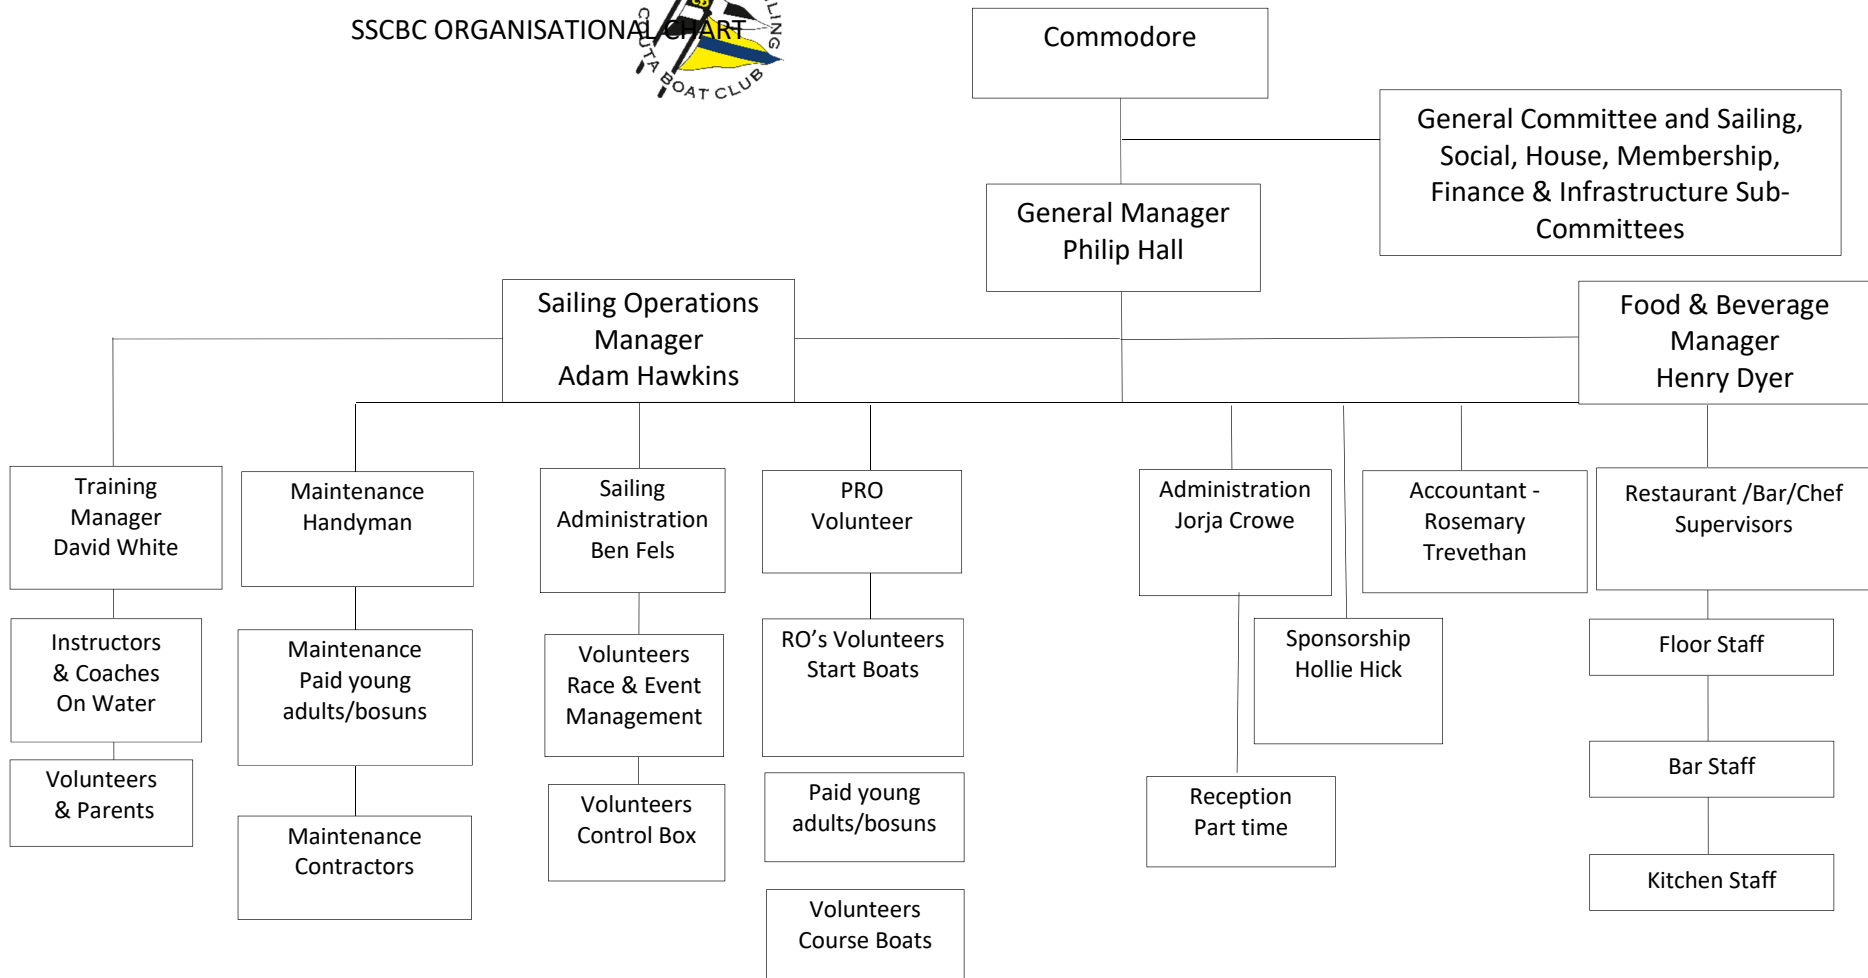 SSCBC ORGANISATIONAL CHART
COUTA BOAT CLUB
Commodore
General Committee and Sailing,
Social, House, Membership,
Finance & Infrastructure Sub-
Committees
General Manager
Philip Hall
Sailing Operations
Manager
Adam Hawkins
Food & Beverage
Manager
Henry Dyer
Training
Manager
David White
Maintenance
Handyman
Sailing
Administration
Ben Fels
PRO
Volunteer
Administration
Jorja Crowe
Accountant -
Rosemary
Trevethan
Restaurant /Bar/Chef
Supervisors
Instructors
& Coaches
On Water
Maintenance
Paid young
adults/bosuns
Volunteers
Race & Event
Management
RO’s Volunteers
Start Boats
Sponsorship
Hollie Hick
Floor Staff
Volunteers
& Parents
Maintenance
Contractors
Volunteers
Control Box
Paid young
adults/bosuns
Reception
Part time
Bar Staff
Volunteers
Course Boats
Kitchen Staff